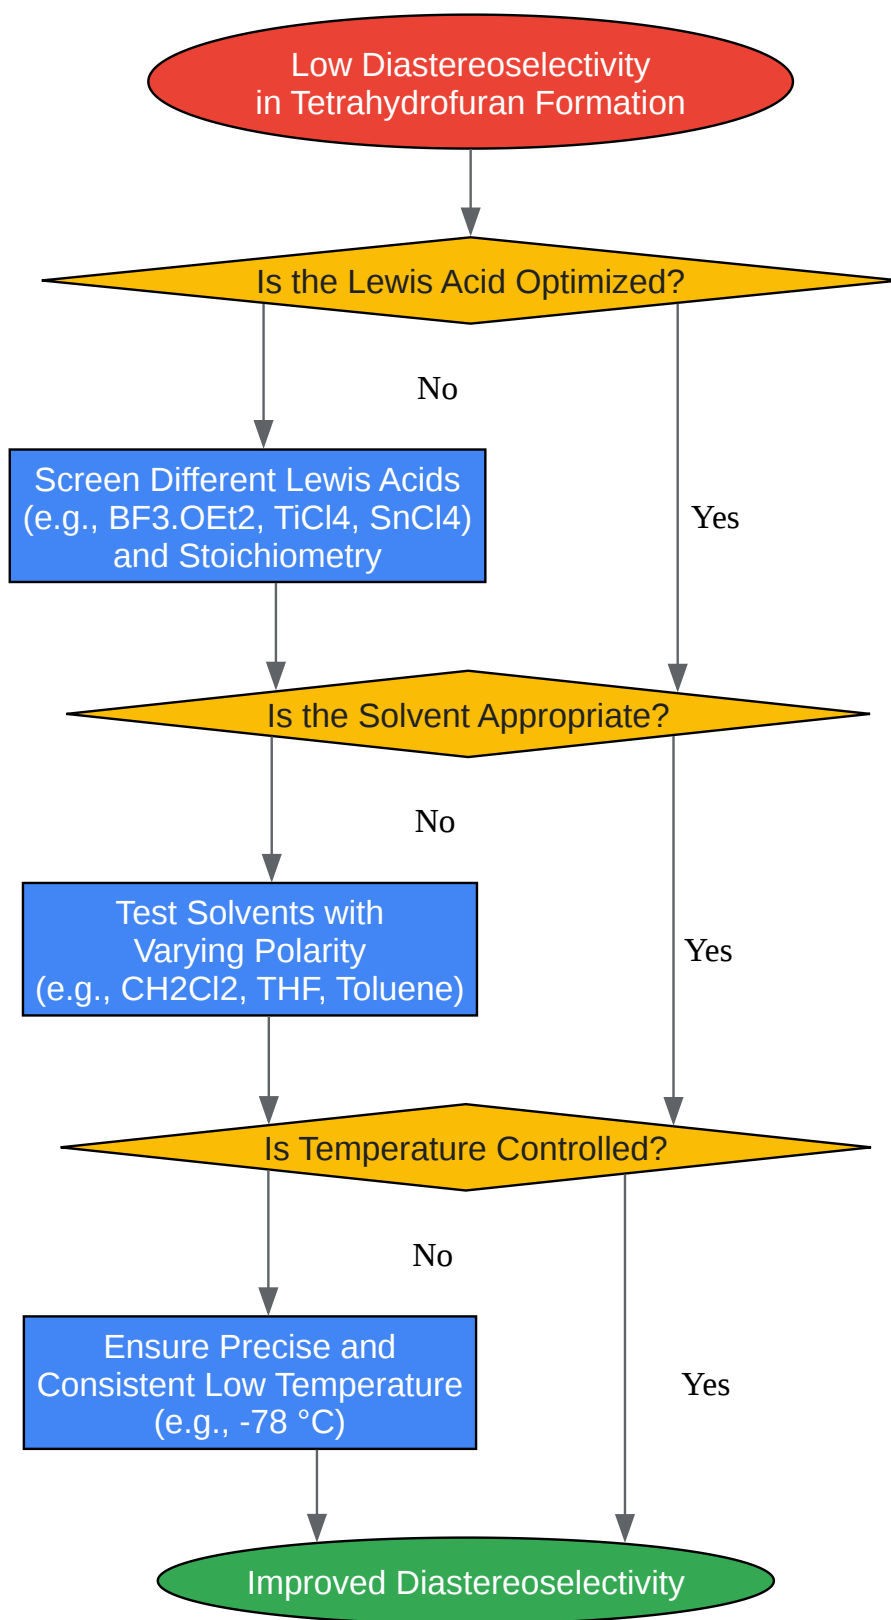 Low Diastereoselectivity
in Tetrahydrofuran Formation
Is the Lewis Acid Optimized?
No
Screen Different Lewis Acids
(e.g., BF3.OEt2, TiCl4, SnCl4)
and Stoichiometry
Yes
Is the Solvent Appropriate?
No
Test Solvents with
Varying Polarity
(e.g., CH2Cl2, THF, Toluene)
Yes
Is Temperature Controlled?
No
Ensure Precise and
Consistent Low Temperature
(e.g., -78 °C)
Yes
Improved Diastereoselectivity